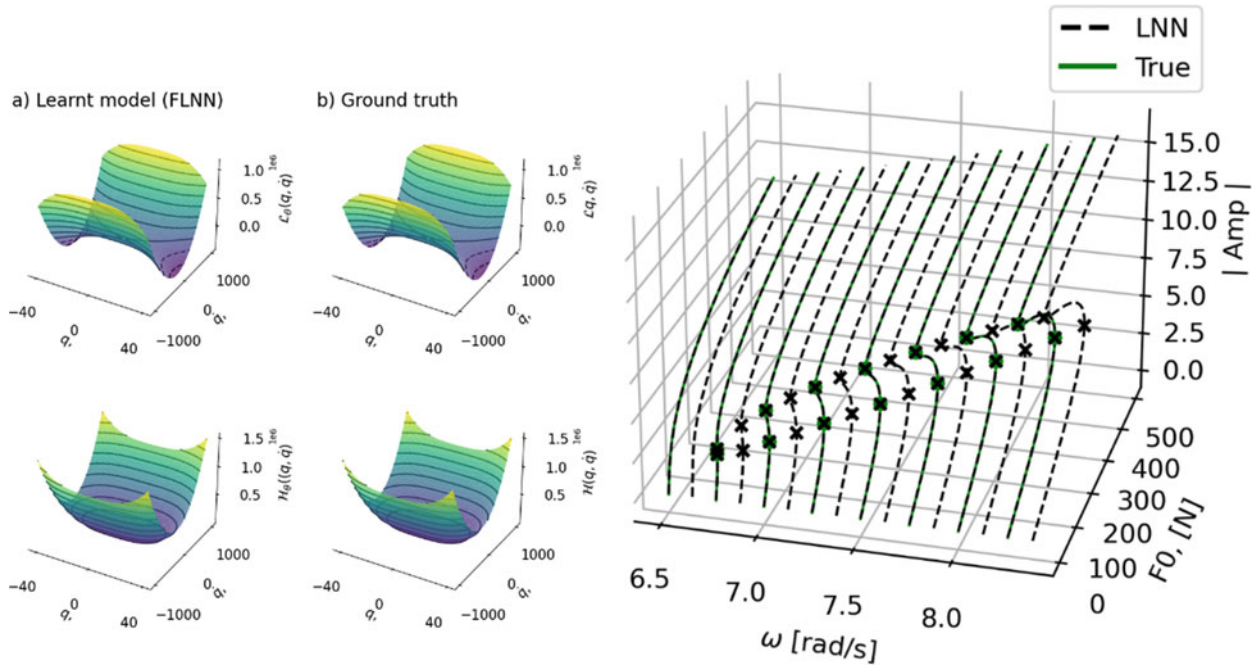 a) Learnt model (FLNN)
b) Ground truth
1e6
1.0
0.5
0.0
ℒθ(q, q̇)
1000
0
−1000
q̇,
−40
0
40
q,
1e6
1.0
0.5
0.0
ℒq, q̇)
1000
0
−1000
q̇,
−40
0
40
q,
1e6
1.5
1.0
0.5
ℋθ((q, q̇)
1000
0
−1000
q̇,
−40
0
40
q,
1e6
1.5
1.0
0.5
ℋ(q, q̇)
1000
0
−1000
q̇,
−40
0
40
q,
LNN
True
15.0
12.5
10.0
7.5
5.0
2.5
0.0
| Amp |
500
400
300
200
100
0
F0, [N]
6.5
7.0
7.5
8.0
ω [rad/s]